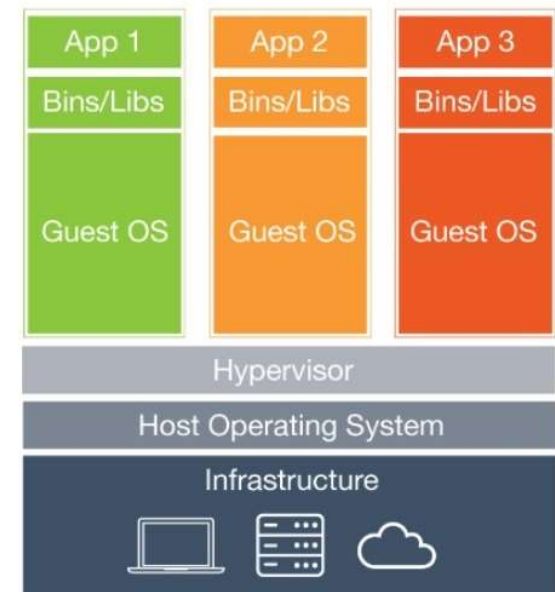 App 1
App 2
App 3
Bins/Libs
Bins/Libs
Bins/Libs
Guest OS
Guest OS
Guest OS
Hypervisor
Host Operating System
Infrastructure